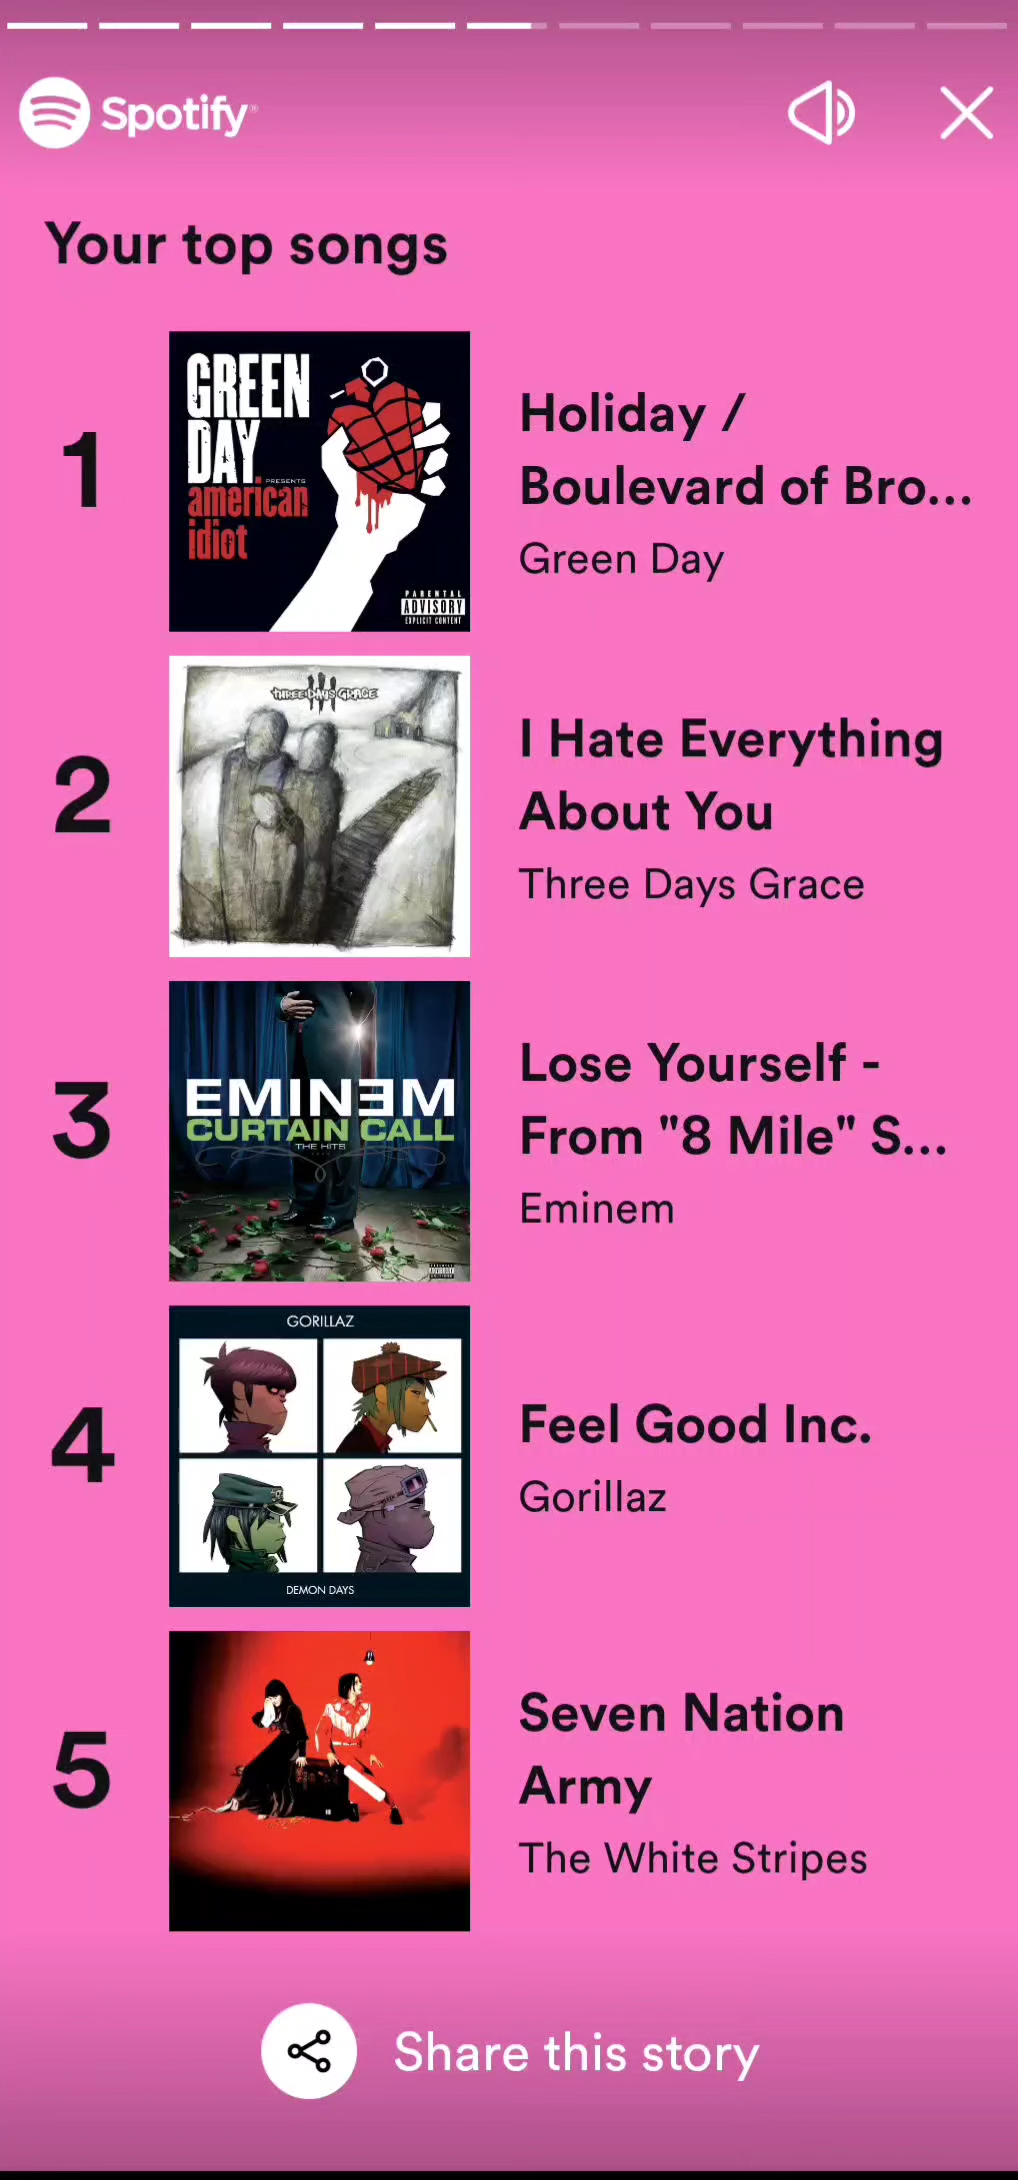 Spotify®
Your top songs
1
GREEN
DAY
PRESENTS
american
idiot
PARENTAL
ADVISORY
EXPLICIT CONTENT
Holiday /
Boulevard of Bro...
Green Day
2
THREE DAYS GRACE
I Hate Everything
About You
Three Days Grace
3
EMINƎM
CURTAIN CALL
THE HITS
Lose Yourself -
From "8 Mile" S...
Eminem
4
GORILLAZ
DEMON DAYS
Feel Good Inc.
Gorillaz
5
Seven Nation
Army
The White Stripes
Share this story